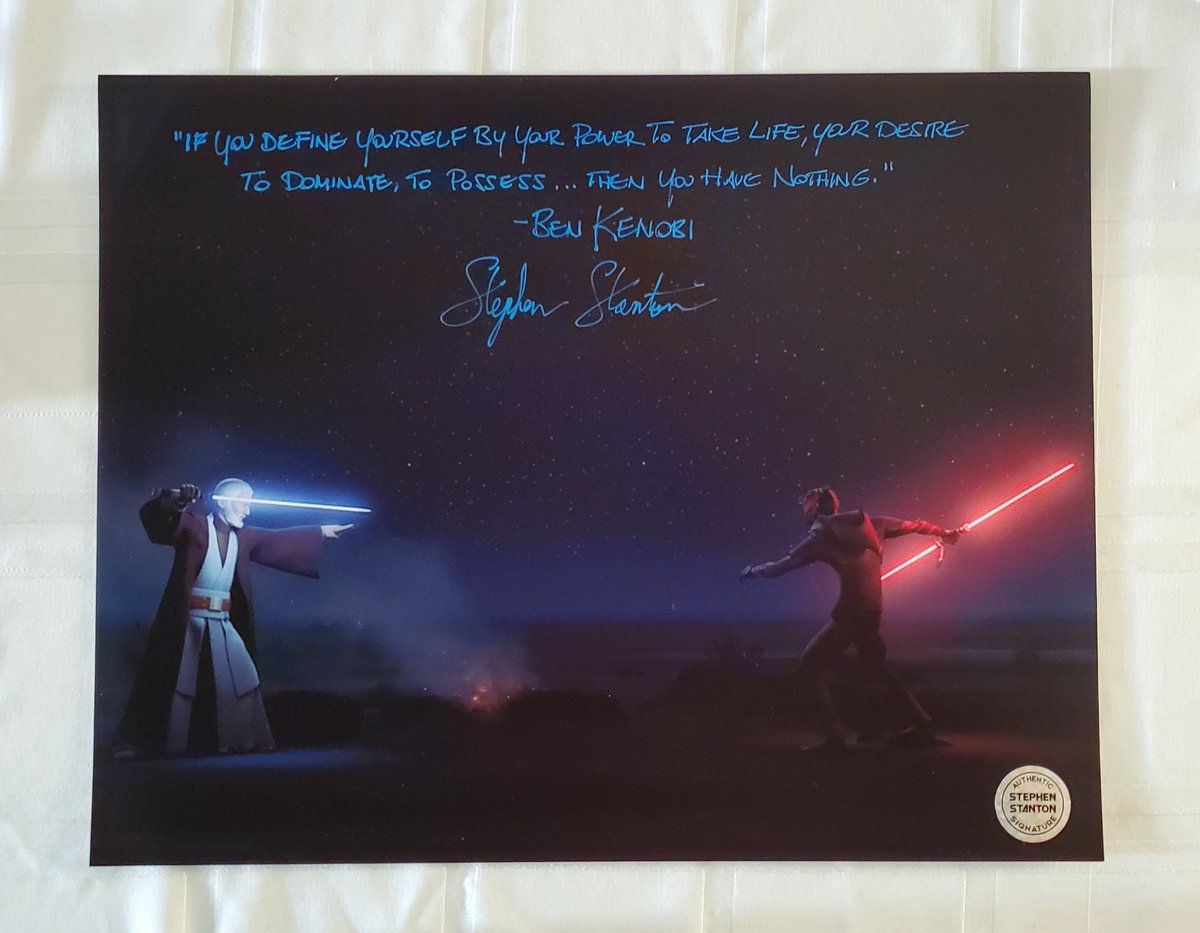 "IF YOU DEFINE YOURSELF BY YOUR POWER TO TAKE LIFE, YOUR DESIRE
TO DOMINATE, TO POSSESS... THEN YOU HAVE NOTHING."
-BEN KENOBI
Stephen Stanton
AUTHENTIC
STEPHEN
STANTON
SIGNATURE